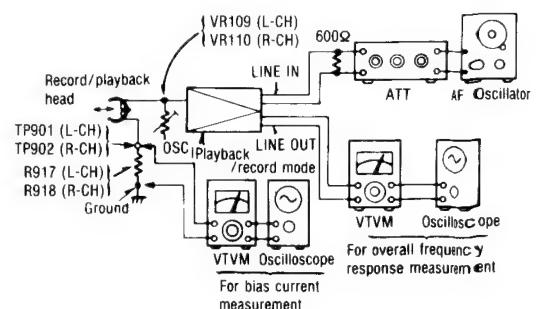 VR109 (L-CH)
VR110 (R-CH)
600Ω
LINE IN
ATT
AF Oscillator
Record/playback
head
TP901 (L-CH)
TP902 (R-CH)
OSC
Playback
/record mode
LINE OUT
R917 (L-CH)
R918 (R-CH)
Ground
VTVM
Oscilloscope
For bias current
measurement
VTVM
Oscilloscope
For overall frequency
response measurement